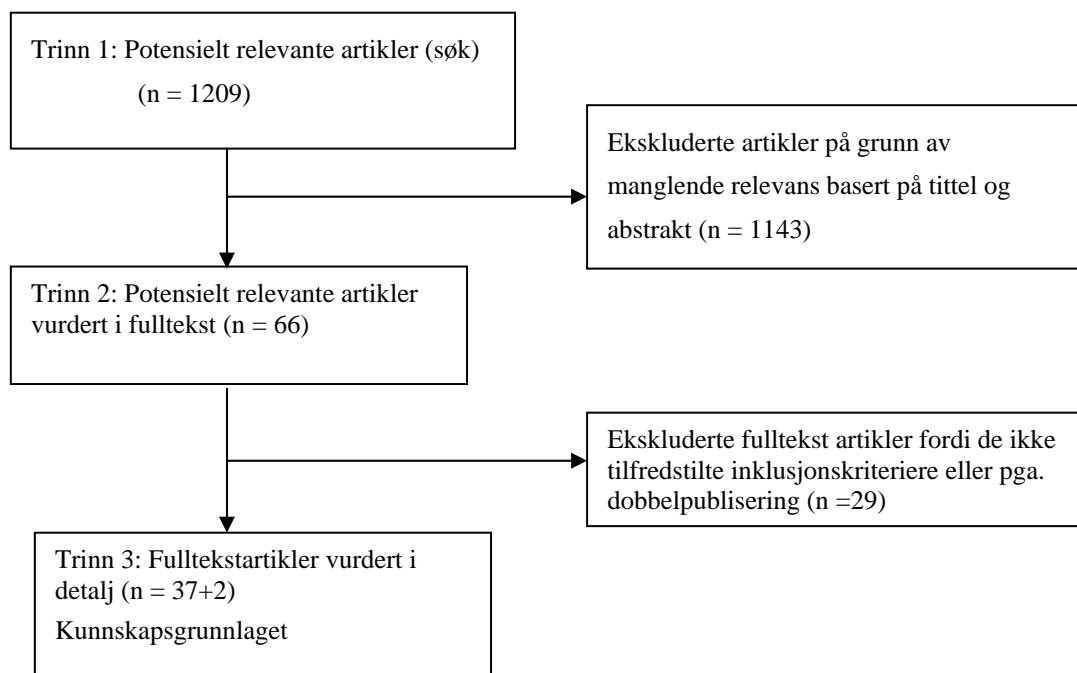 Trinn 1: Potensielt relevante artikler (søk)
(n = 1209)
Ekskluderte artikler på grunn av
manglende relevans basert på tittel og
abstrakt (n = 1143)
Trinn 2: Potensielt relevante artikler
vurdert i fulltekst (n = 66)
Ekskluderte fulltekst artikler fordi de ikke
tilfredstilte inklusjonskriteriere eller pga.
dobbelpublisering (n =29)
Trinn 3: Fulltekstartikler vurdert i
detalj (n = 37+2)
Kunnskapsgrunnlaget